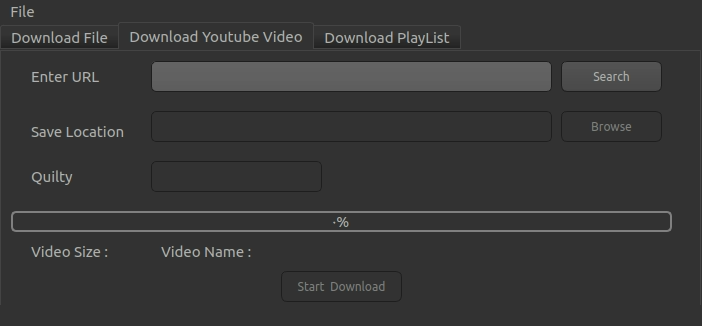 File
Download File Download Youtube Video Download PlayList
Enter URL Search
Save Location Browse
Quilty
·%
Video Size : Video Name :
Start Download